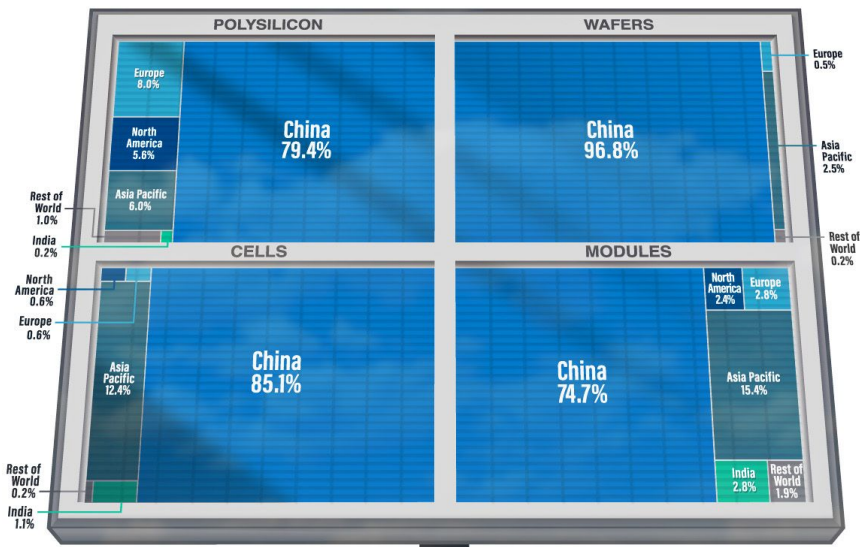 POLYSILICON
WAFERS
Europe
8.0%
North
America
5.6%
Asia Pacific
6.0%
Rest of
World
1.0%
India
0.2%
China
79.4%
China
96.8%
Europe
0.5%
Asia
Pacific
2.5%
Rest of
World
0.2%
CELLS
MODULES
North
America
0.6%
Europe
0.6%
Asia
Pacific
12.4%
Rest of
World
0.2%
India
1.1%
China
85.1%
China
74.7%
North
America
2.4%
Europe
2.8%
Asia Pacific
15.4%
India
2.8%
Rest of
World
1.9%